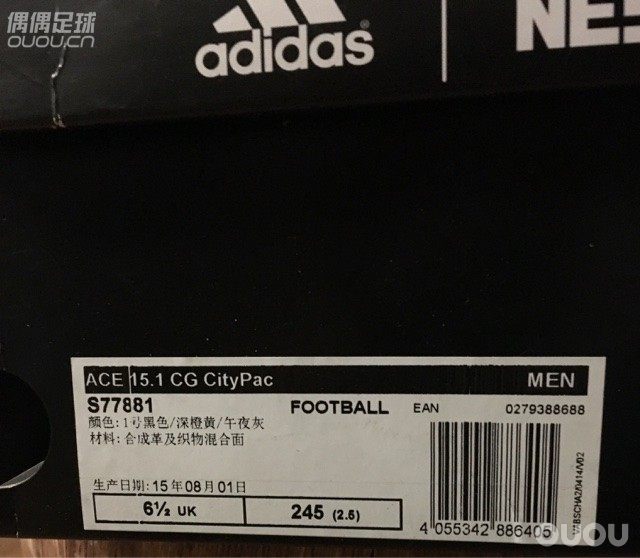 偶偶足球
OUOU.CN
adidas®
ACE 15.1 CG CityPac MEN
S77881 FOOTBALL EAN 0279388688
颜色: 1号黑色/深橙黄/午夜灰
材料: 合成革及织物混合面
生产日期: 15年08月01日
6½ UK 245 (2.5)
4 055342 886405
OUOU